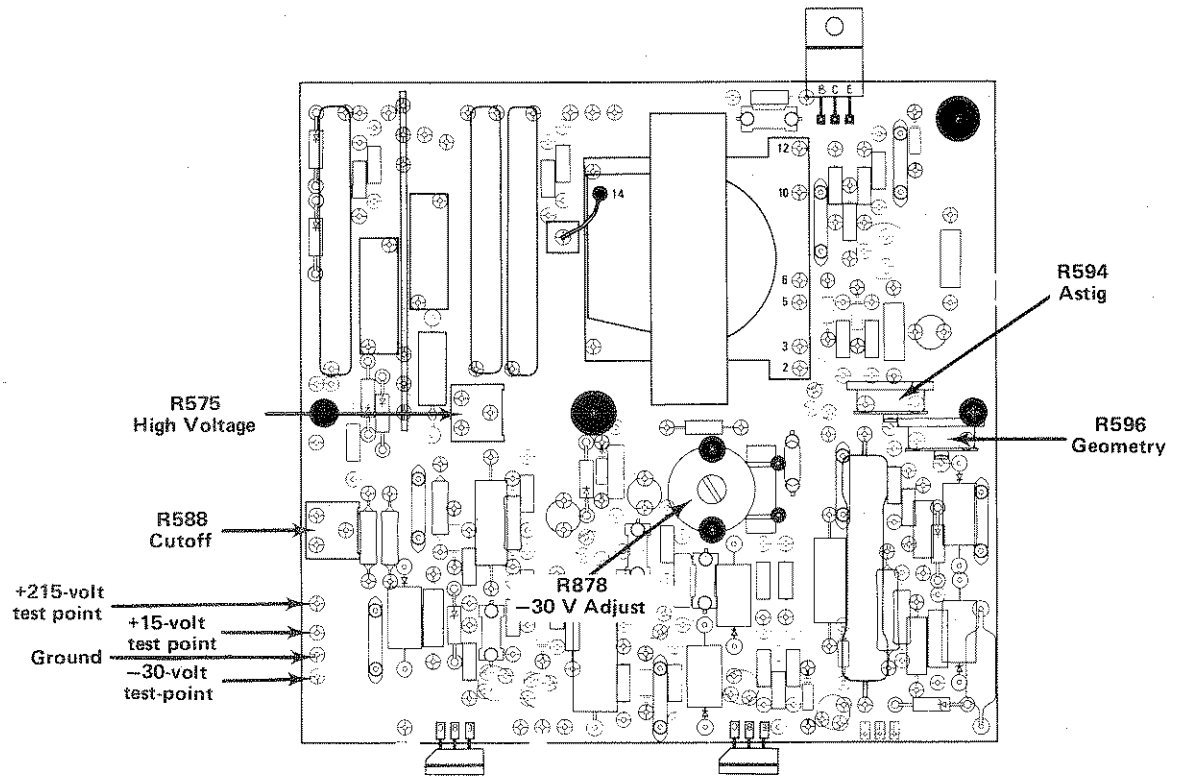 B C E
12
14
10
6
5
3
2
R594
Astig
R575
High Voltage
R596
Geometry
R588
Cutoff
R878
−30 V Adjust
+215-volt
test point
+15-volt
test point
Ground
−30-volt
test-point